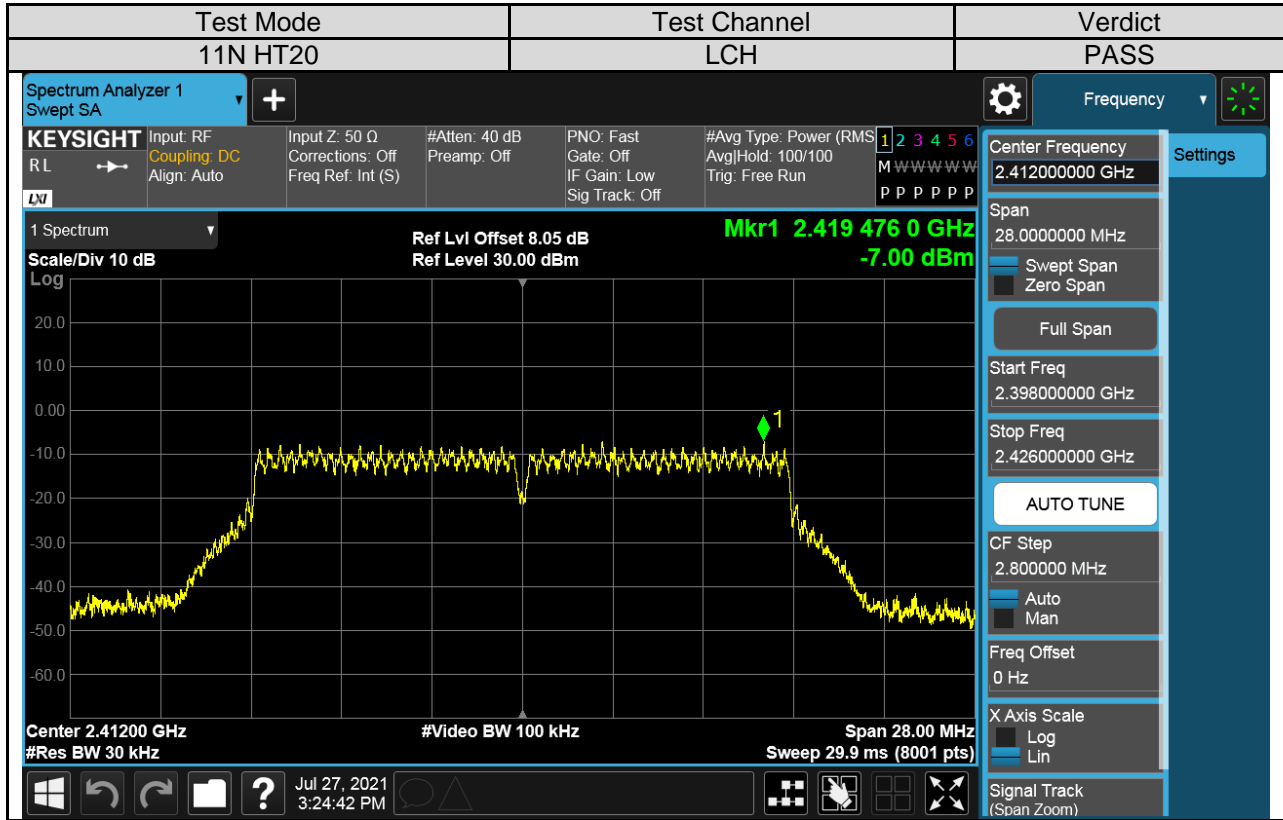 Test Mode Test Channel Verdict
11N HT20 LCH PASS
Spectrum Analyzer 1
Swept SA
+
Frequency
KEYSIGHT Input: RF Input Z: 50 Ω #Atten: 40 dB PNO: Fast #Avg Type: Power (RMS 1 2 3 4 5 6
RL Coupling: DC Corrections: Off Preamp: Off Gate: Off Avg|Hold: 100/100 M W W W W W
Align: Auto Freq Ref: Int (S) IF Gain: Low Trig: Free Run
LXI Sig Track: Off P P P P P P
1 Spectrum
Ref Lvl Offset 8.05 dB
Mkr1 2.419 476 0 GHz
Scale/Div 10 dB
Ref Level 30.00 dBm
-7.00 dBm
Log
20.0
10.0
0.00
1
-10.0
-20.0
-30.0
-40.0
-50.0
-60.0
Center 2.41200 GHz #Video BW 100 kHz Span 28.00 MHz
#Res BW 30 kHz Sweep 29.9 ms (8001 pts)
Center Frequency
2.412000000 GHz
Settings
Span
28.0000000 MHz
Swept Span
Zero Span
Full Span
Start Freq
2.398000000 GHz
Stop Freq
2.426000000 GHz
AUTO TUNE
CF Step
2.800000 MHz
Auto
Man
Freq Offset
0 Hz
X Axis Scale
Log
Lin
Signal Track
(Span Zoom)
?
Jul 27, 2021
3:24:42 PM